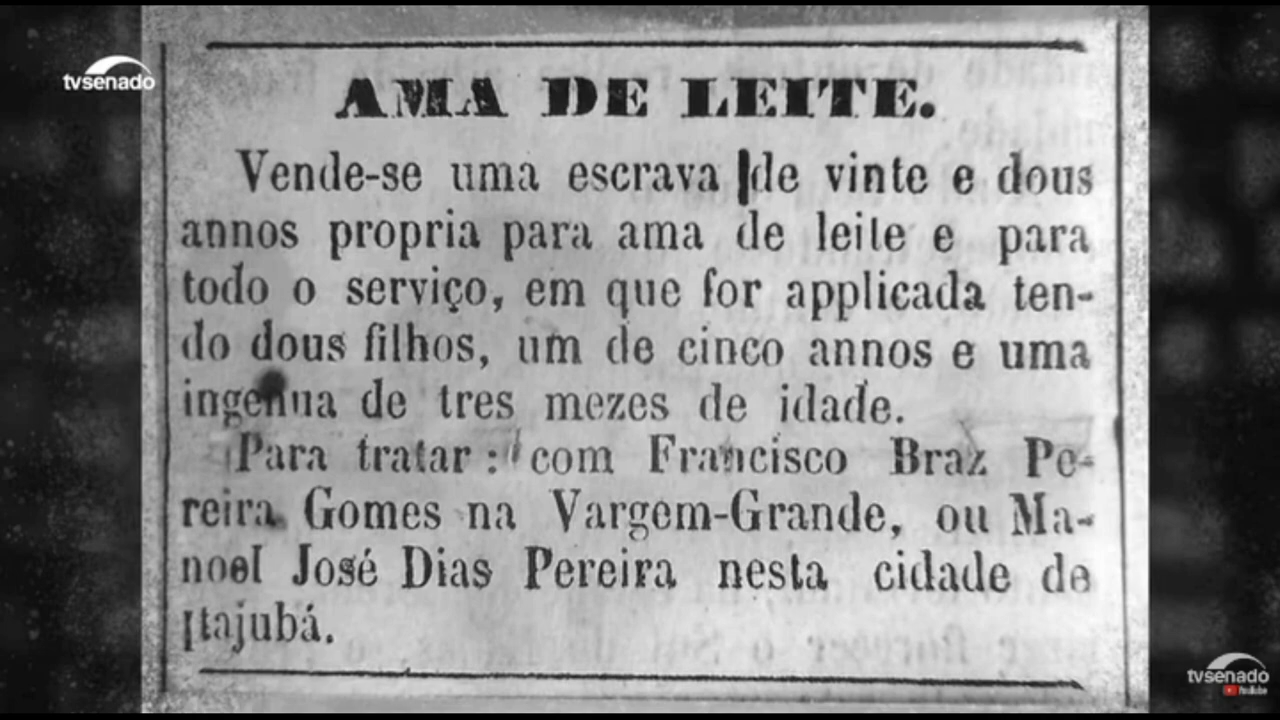 tvsenado
AMA DE LEITE.
Vende-se uma escrava de vinte e dous
annos propria para ama de leite e para
todo o serviço, em que for applicada ten-
do dous filhos, um de cinco annos e uma
ingenua de tres mezes de idade.
Para tratar: com Francisco Braz Pe-
reira Gomes na Vargem-Grande, ou Ma-
noel José Dias Pereira nesta cidade de
Itajubá.
tvsenado
YouTube